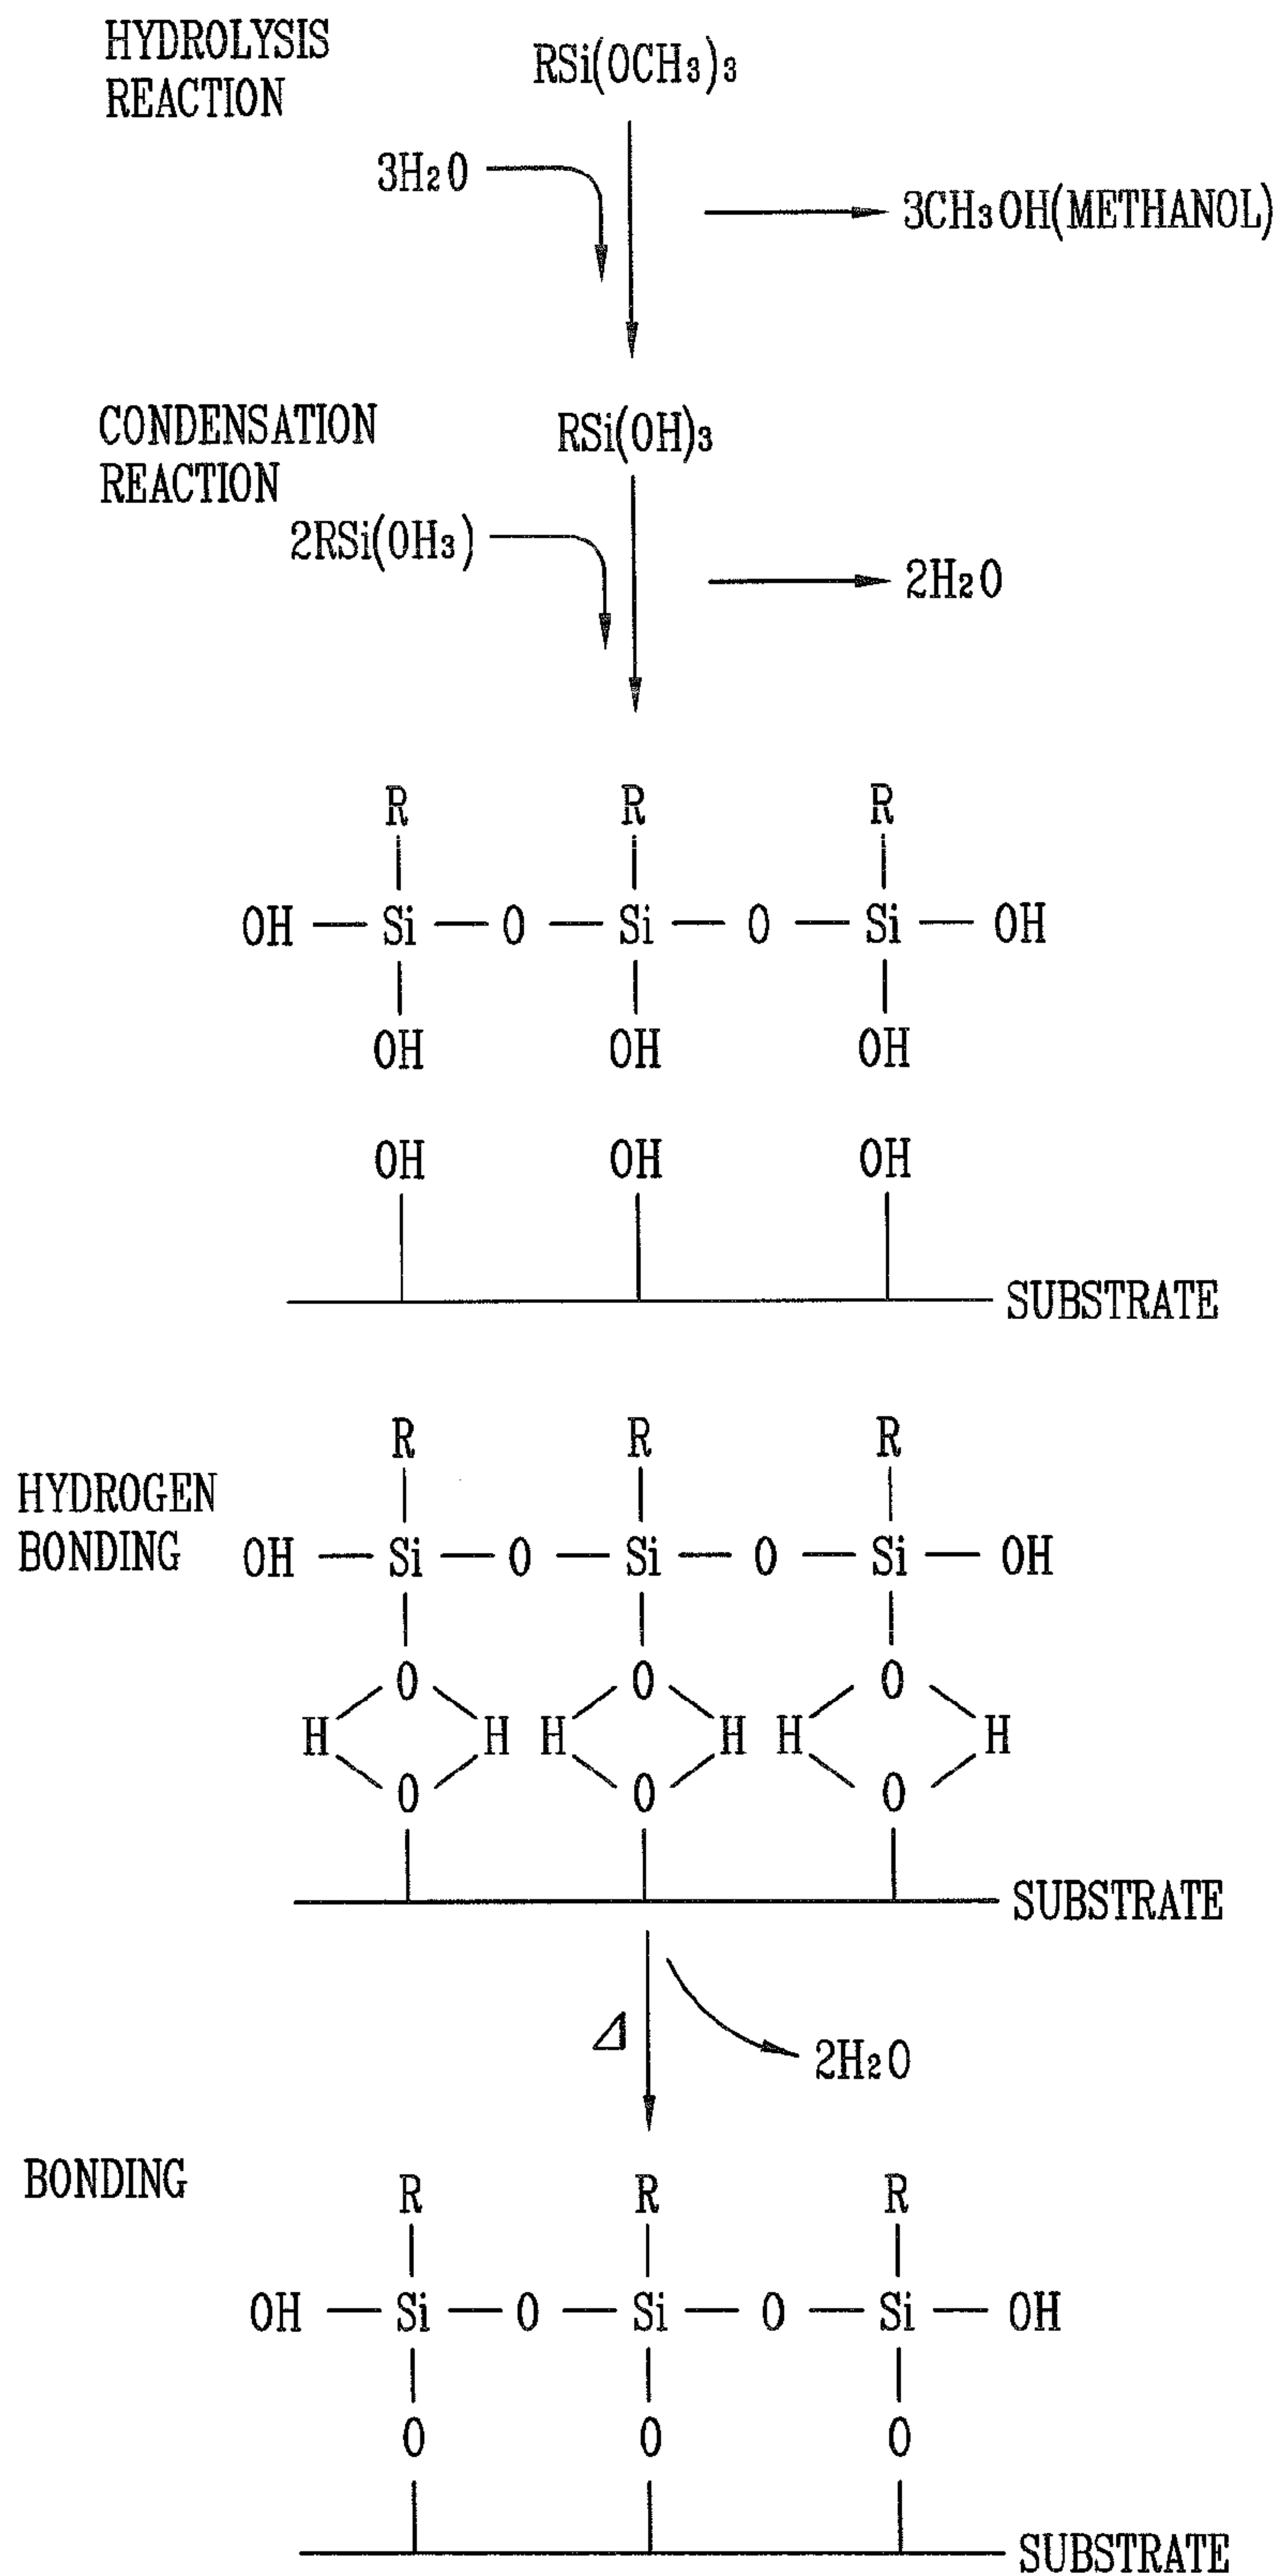 HYDROLYSIS
REACTION
RSi(OCH₃)₃
3H₂O
3CH₃OH(METHANOL)
CONDENSATION
REACTION
RSi(OH)₃
2RSi(OH₃)
2H₂O
R R R
OH — Si — O — Si — O — Si — OH
OH OH OH
OH OH OH
SUBSTRATE
HYDROGEN
BONDING
R R R
OH — Si — O — Si — O — Si — OH
O O O
H H H H H H
O O O
SUBSTRATE
⊿
2H₂O
BONDING
R R R
OH — Si — O — Si — O — Si — OH
O O O
SUBSTRATE